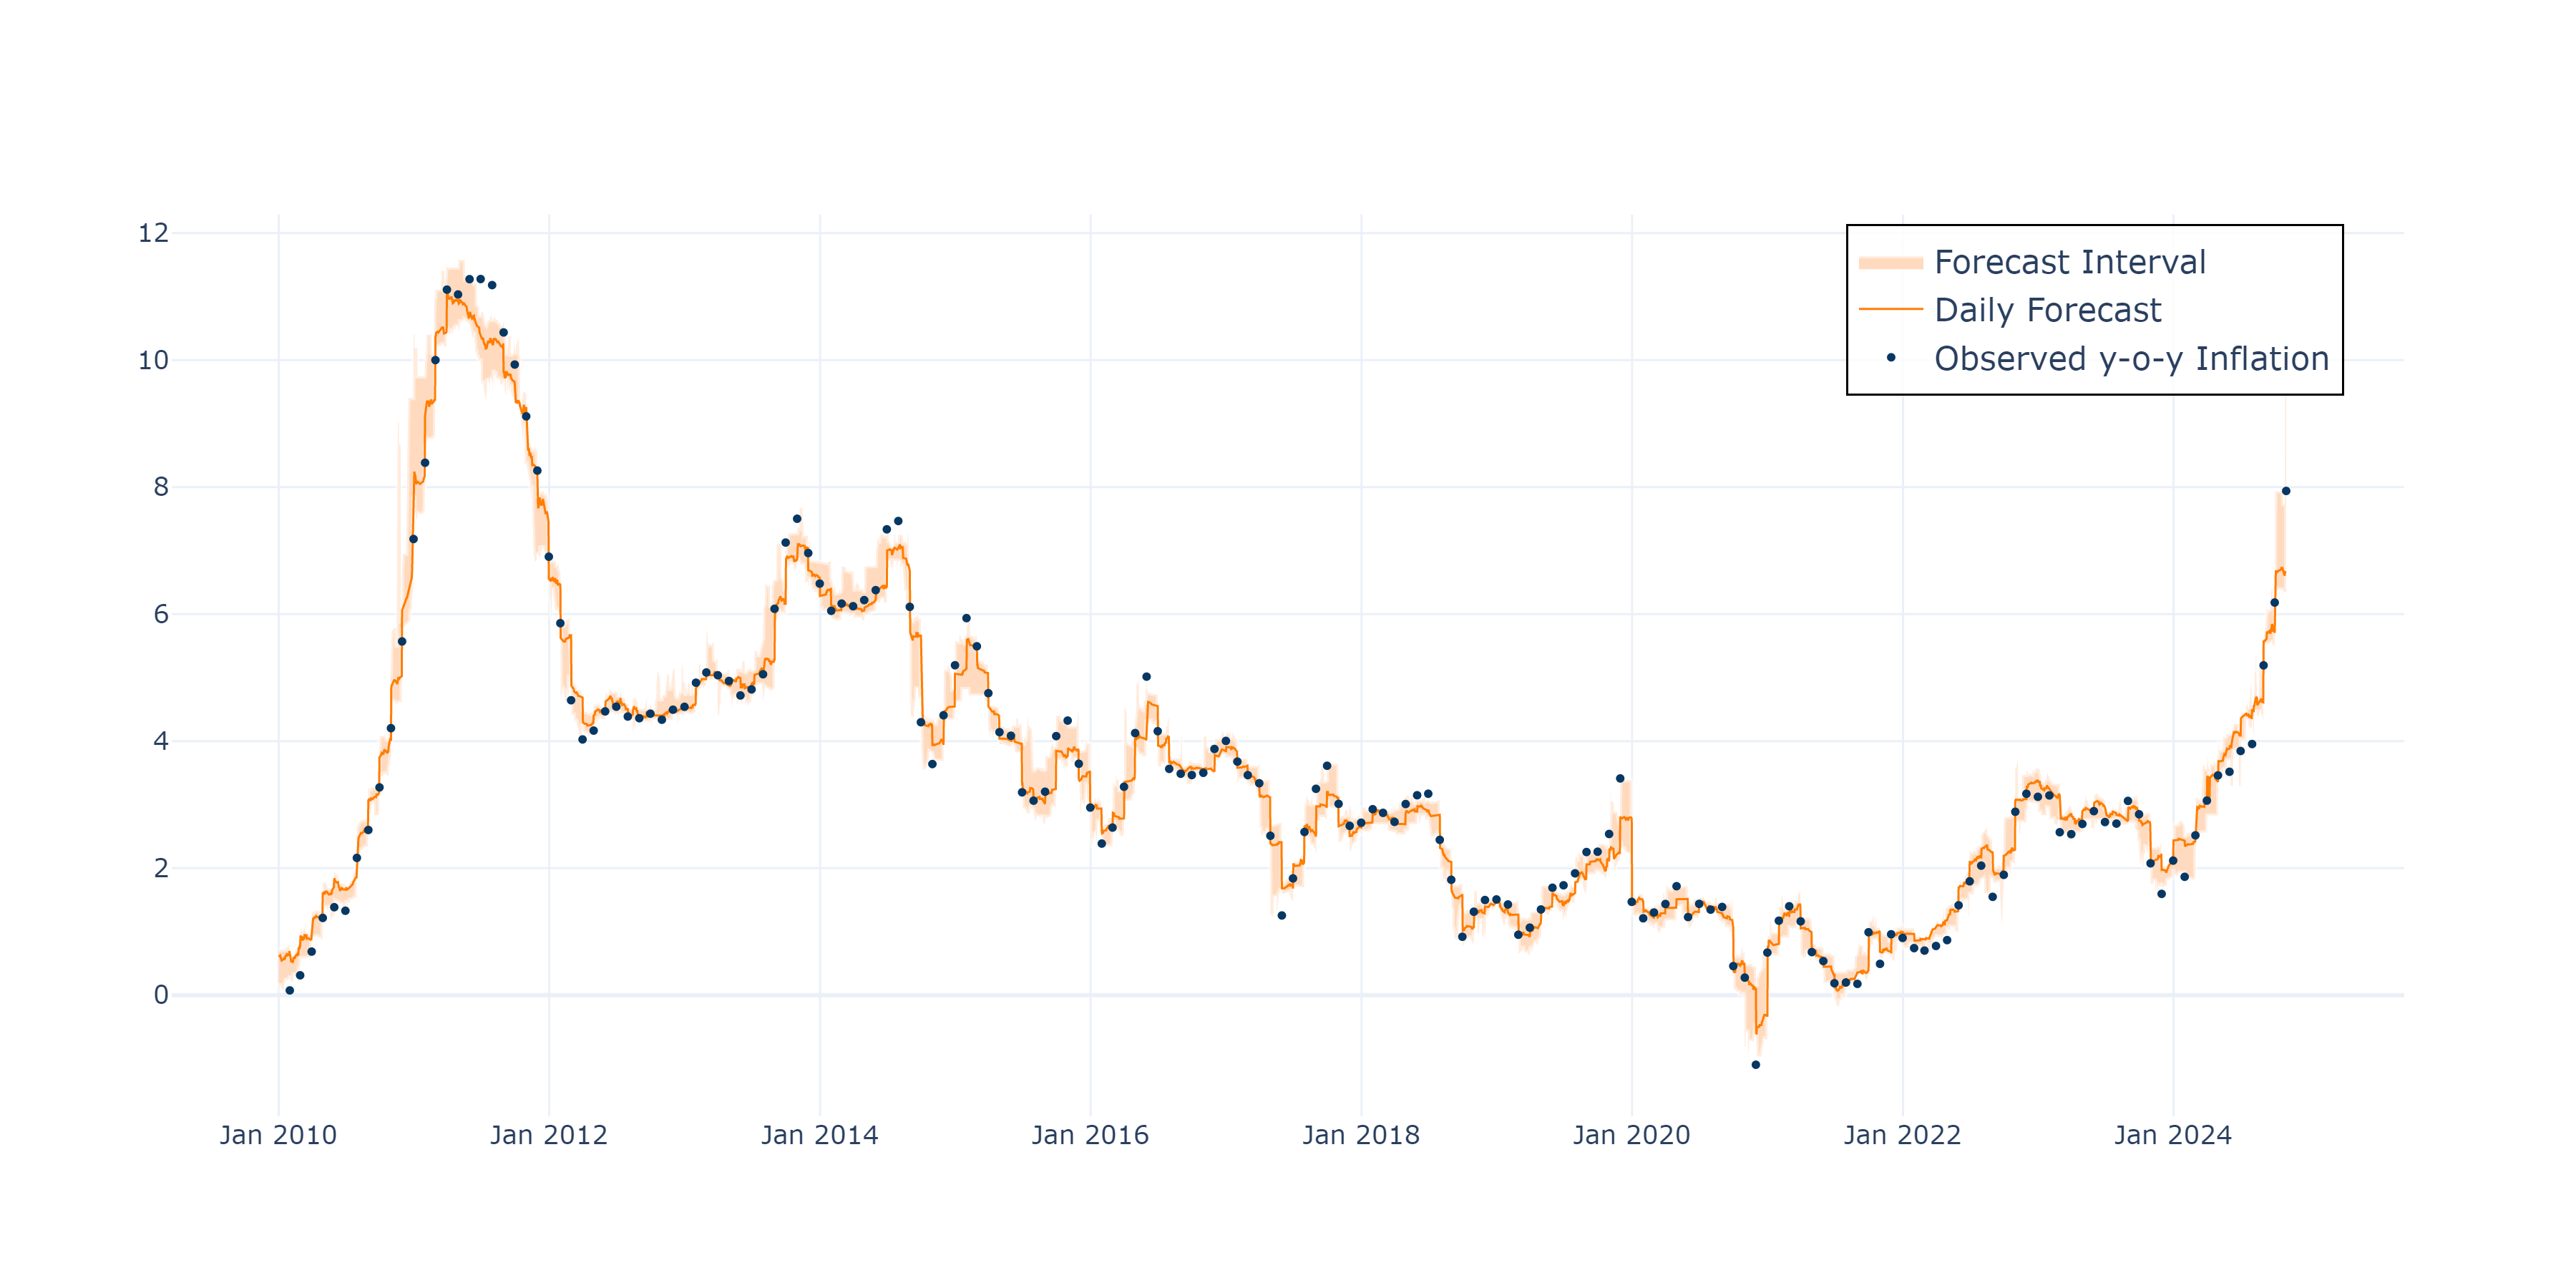 12
10
8
6
4
2
0
Forecast Interval
Daily Forecast
Observed y-o-y Inflation
Jan 2010 Jan 2012 Jan 2014 Jan 2016 Jan 2018 Jan 2020 Jan 2022 Jan 2024